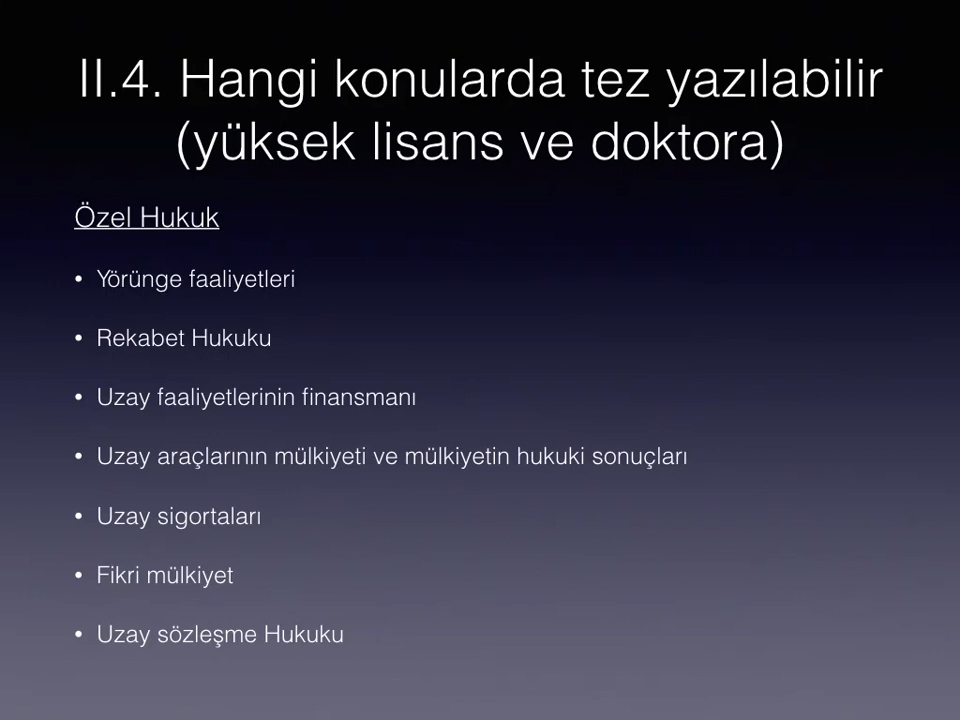 II.4. Hangi konularda tez yazılabilir
(yüksek lisans ve doktora)
Özel Hukuk
• Yörünge faaliyetleri
• Rekabet Hukuku
• Uzay faaliyetlerinin finansmanı
• Uzay araçlarının mülkiyeti ve mülkiyetin hukuki sonuçları
• Uzay sigortaları
• Fikri mülkiyet
• Uzay sözleşme Hukuku